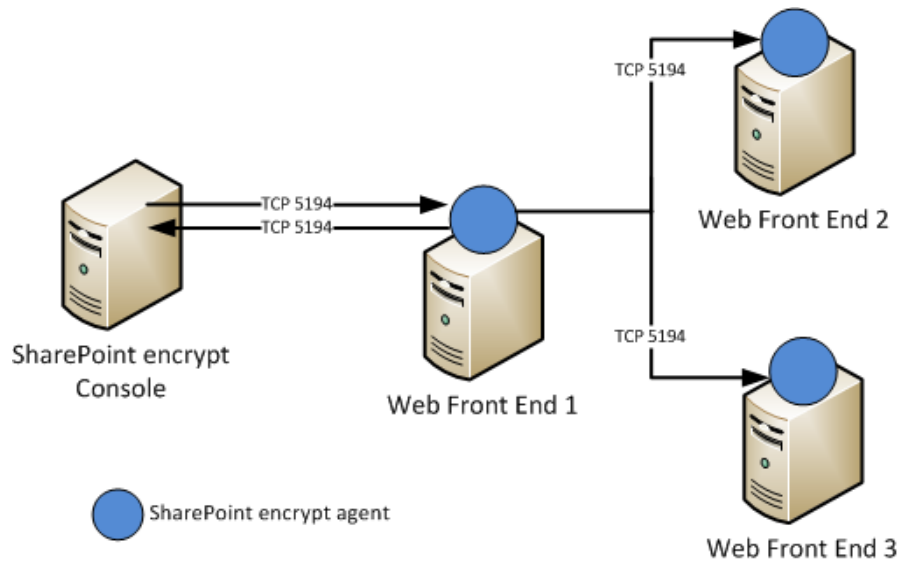 TCP 5194
Web Front End 2
TCP 5194
TCP 5194
SharePoint encrypt
Console
Web Front End 1
TCP 5194
Web Front End 3
SharePoint encrypt agent